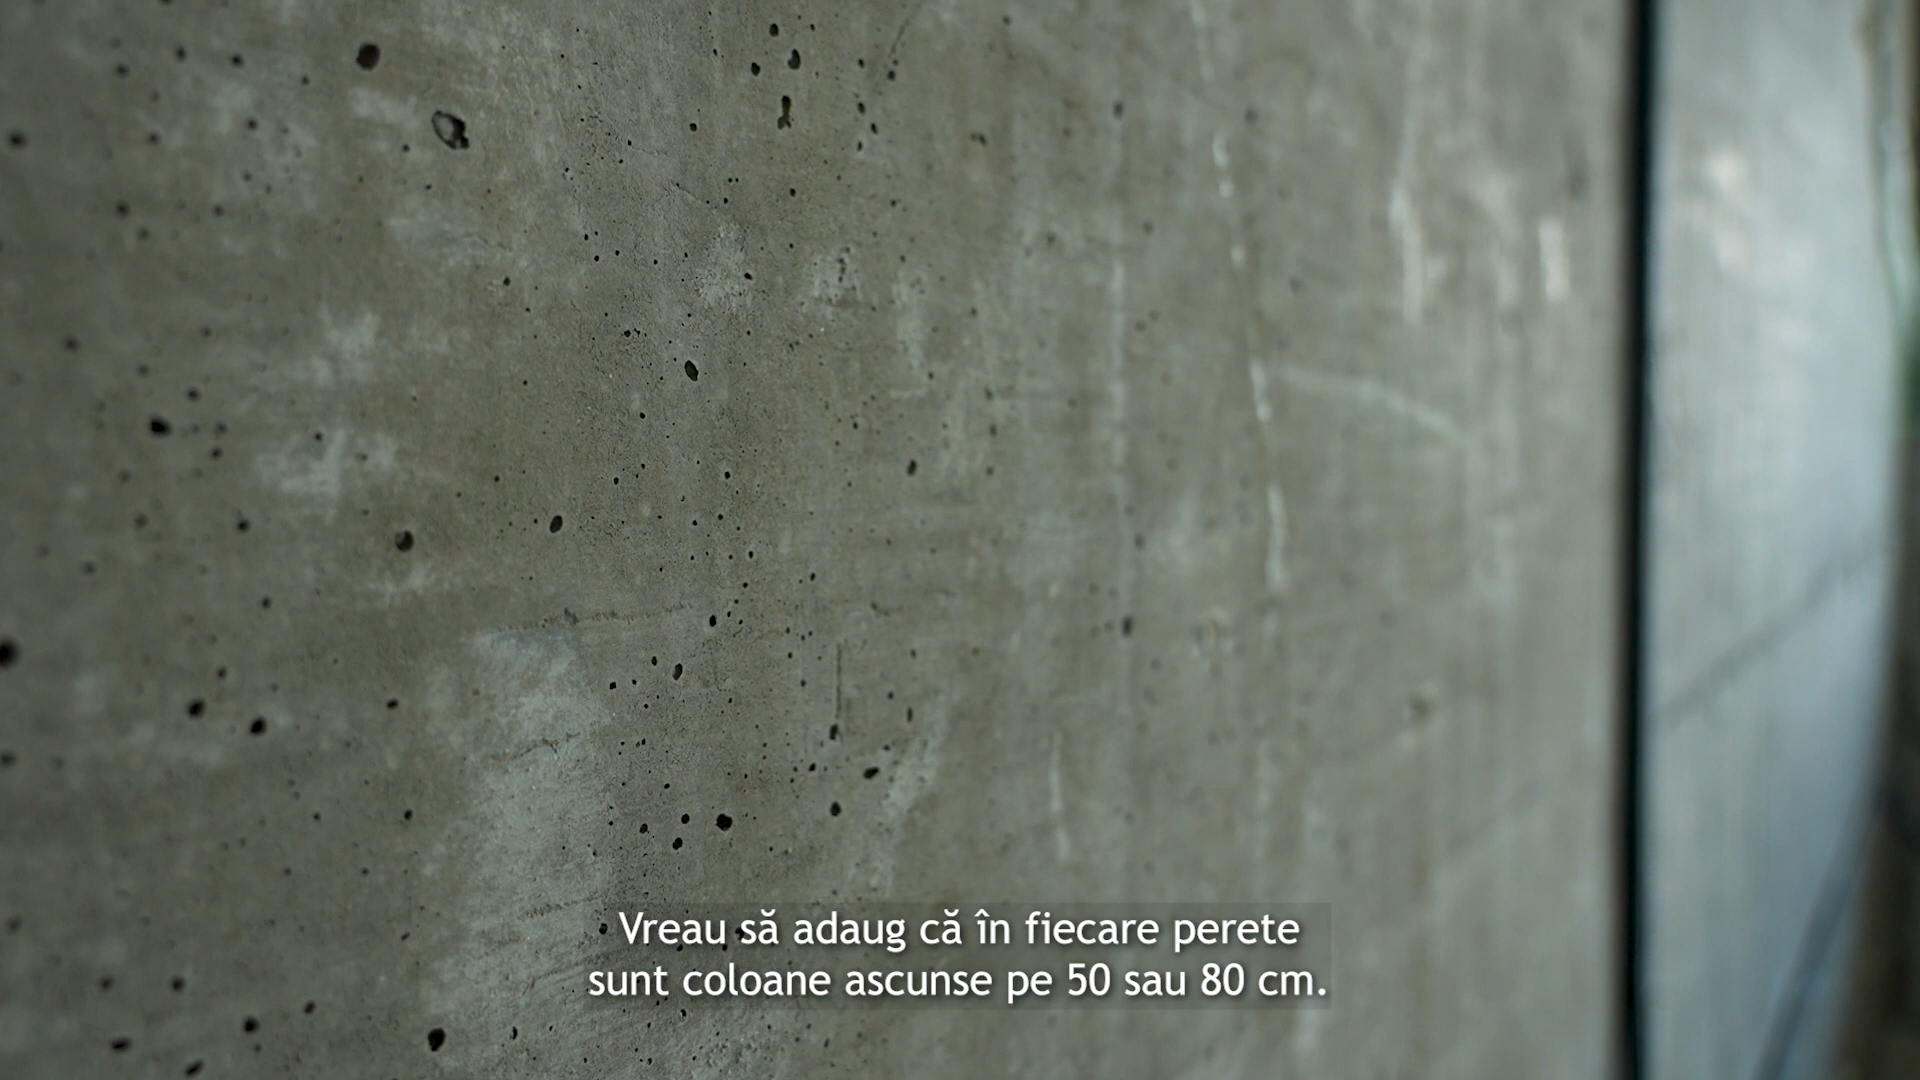 Vreau să adaug că în fiecare perete
sunt coloane ascunse pe 50 sau 80 cm.